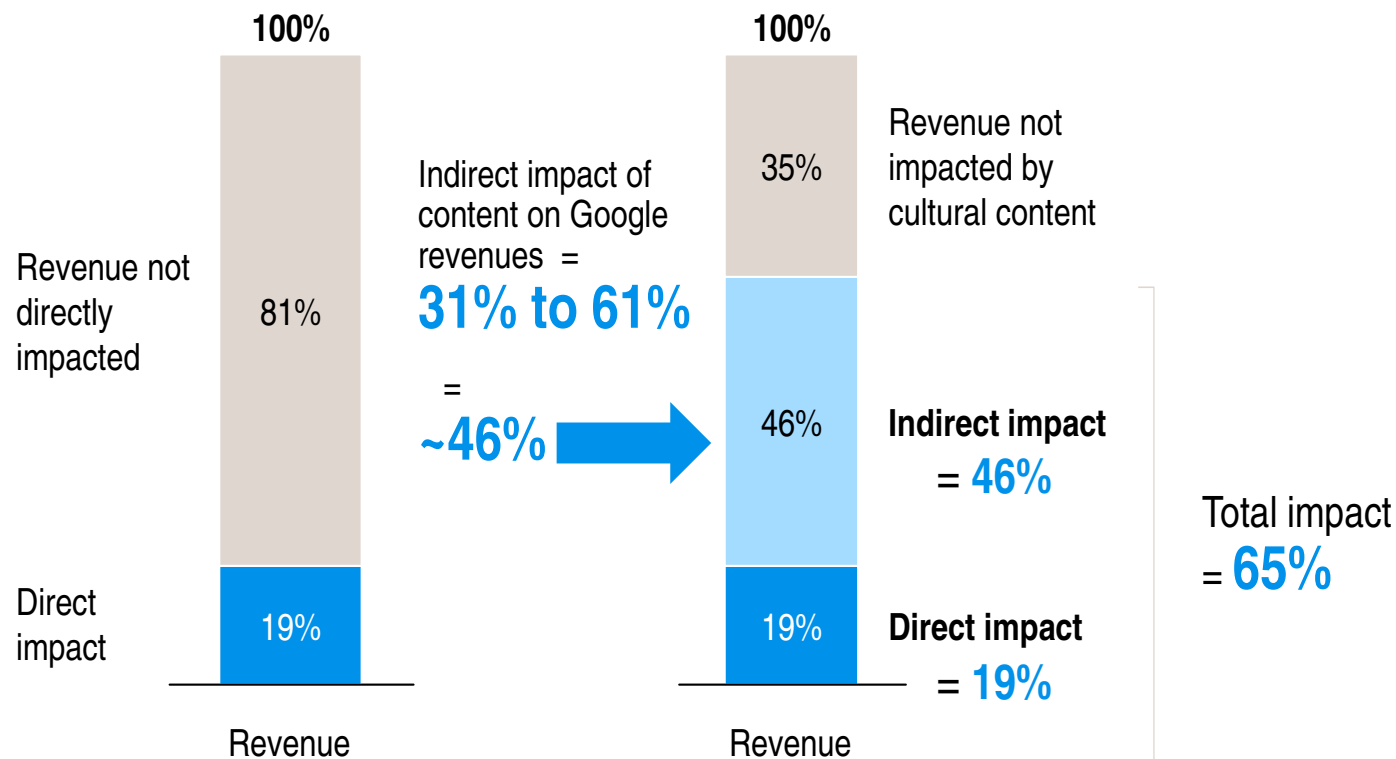 100%
Revenue not
directly
impacted
81%
Direct
impact
19%
Revenue
Indirect impact of
content on Google
revenues =
31% to 61%
=
~46%
100%
35%
Revenue not
impacted by
cultural content
46%
Indirect impact
= 46%
19%
Direct impact
= 19%
Revenue
Total impact
= 65%